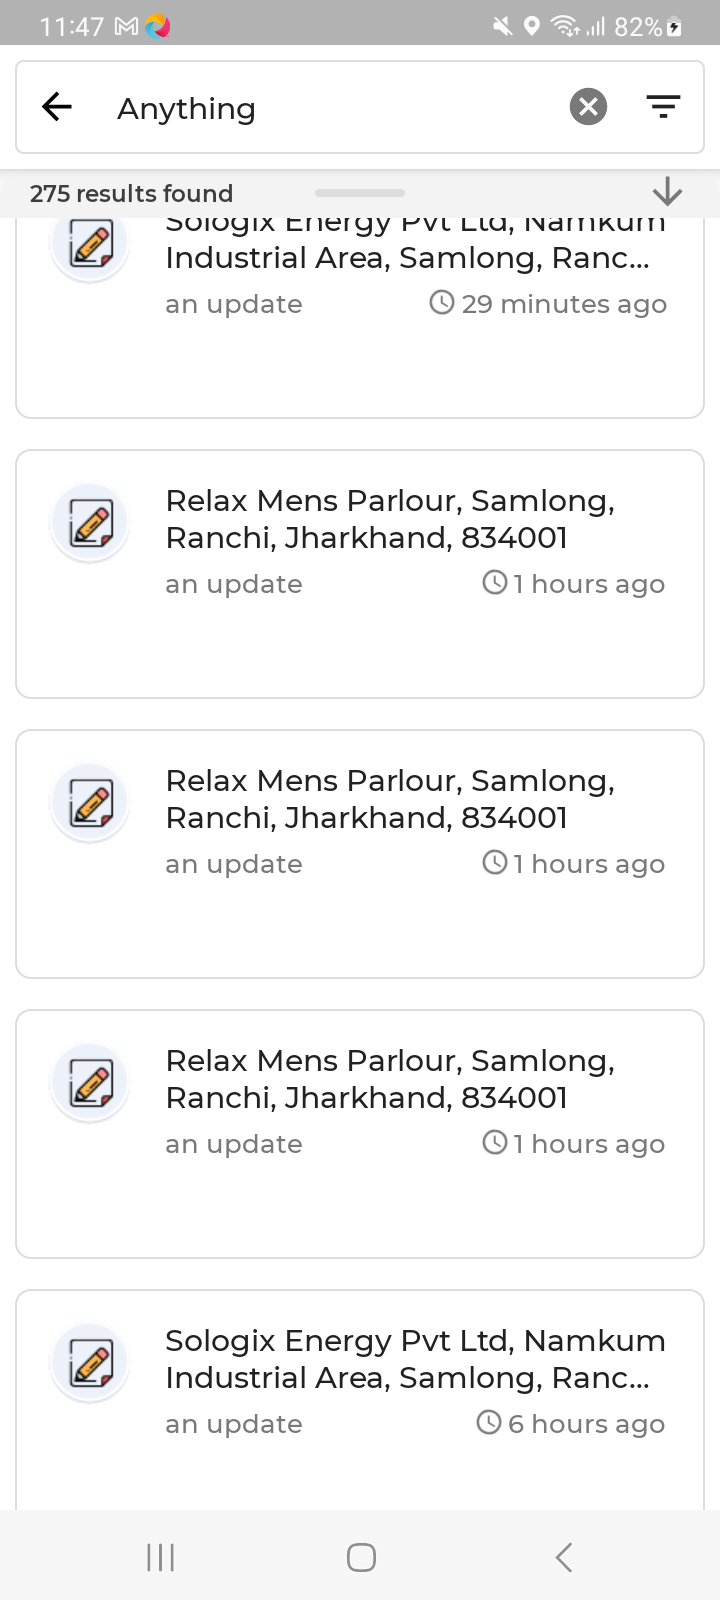 11:47
82%
Anything
275 results found
Sologix Energy Pvt Ltd, Namkum
Industrial Area, Samlong, Ranc...
an update
29 minutes ago
Relax Mens Parlour, Samlong,
Ranchi, Jharkhand, 834001
an update
1 hours ago
Relax Mens Parlour, Samlong,
Ranchi, Jharkhand, 834001
an update
1 hours ago
Relax Mens Parlour, Samlong,
Ranchi, Jharkhand, 834001
an update
1 hours ago
Sologix Energy Pvt Ltd, Namkum
Industrial Area, Samlong, Ranc...
an update
6 hours ago